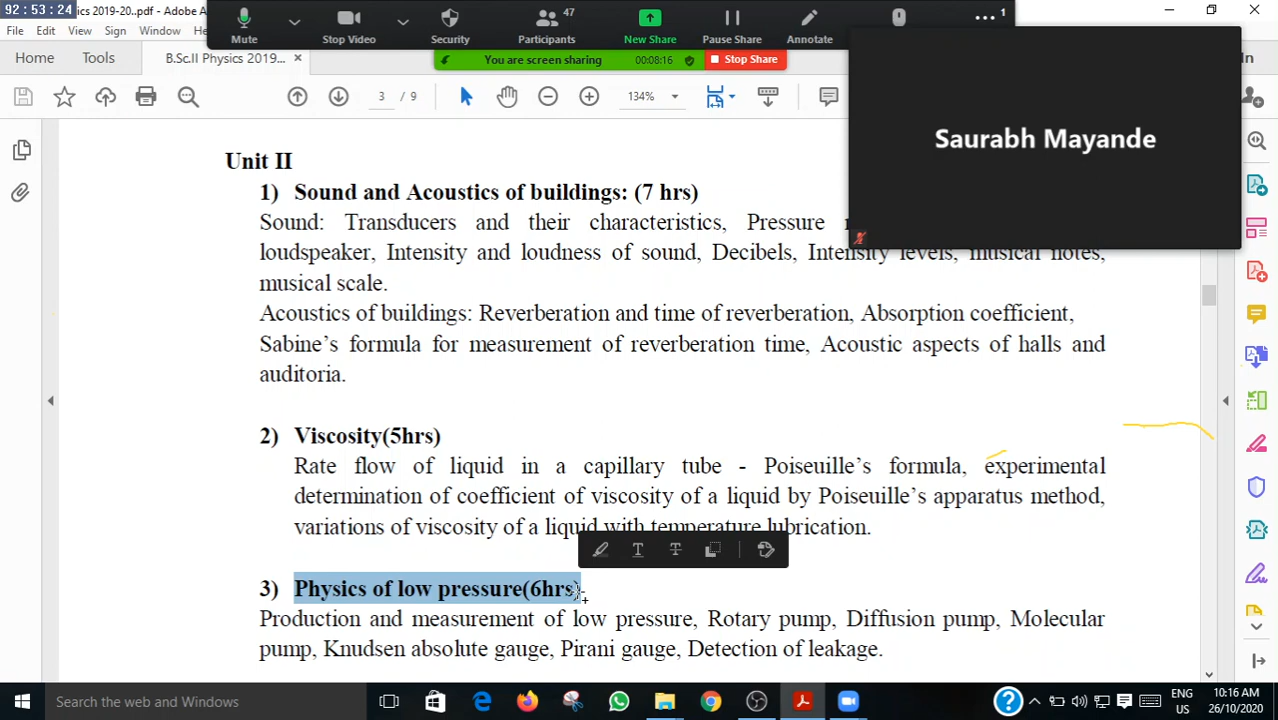 92:53:24
ics 2019-20..pdf - Adobe A
47
1
Mute
Stop Video
Security
Participants
New Share
Pause Share
Annotate
File Edit View Sign Window
Home
Tools
B.Sc.II Physics 2019...
You are screen sharing
00:08:16
Stop Share
In
3 / 9
134%
Saurabh Mayande
Unit II
1) Sound and Acoustics of buildings: (7 hrs)
Sound: Transducers and their characteristics, Pressure
loudspeaker, Intensity and loudness of sound, Decibels, Intensity levels, musical notes,
musical scale.
Acoustics of buildings: Reverberation and time of reverberation, Absorption coefficient,
Sabine's formula for measurement of reverberation time, Acoustic aspects of halls and
auditoria.
2) Viscosity(5hrs)
Rate flow of liquid in a capillary tube - Poiseuille's formula, experimental
determination of coefficient of viscosity of a liquid by Poiseuille's apparatus method,
variations of viscosity of a liquid with temperature lubrication.
3) Physics of low pressure(6hrs)
Production and measurement of low pressure, Rotary pump, Diffusion pump, Molecular
pump, Knudsen absolute gauge, Pirani gauge, Detection of leakage.
Search the web and Windows
ENG
US
10:16 AM
26/10/2020